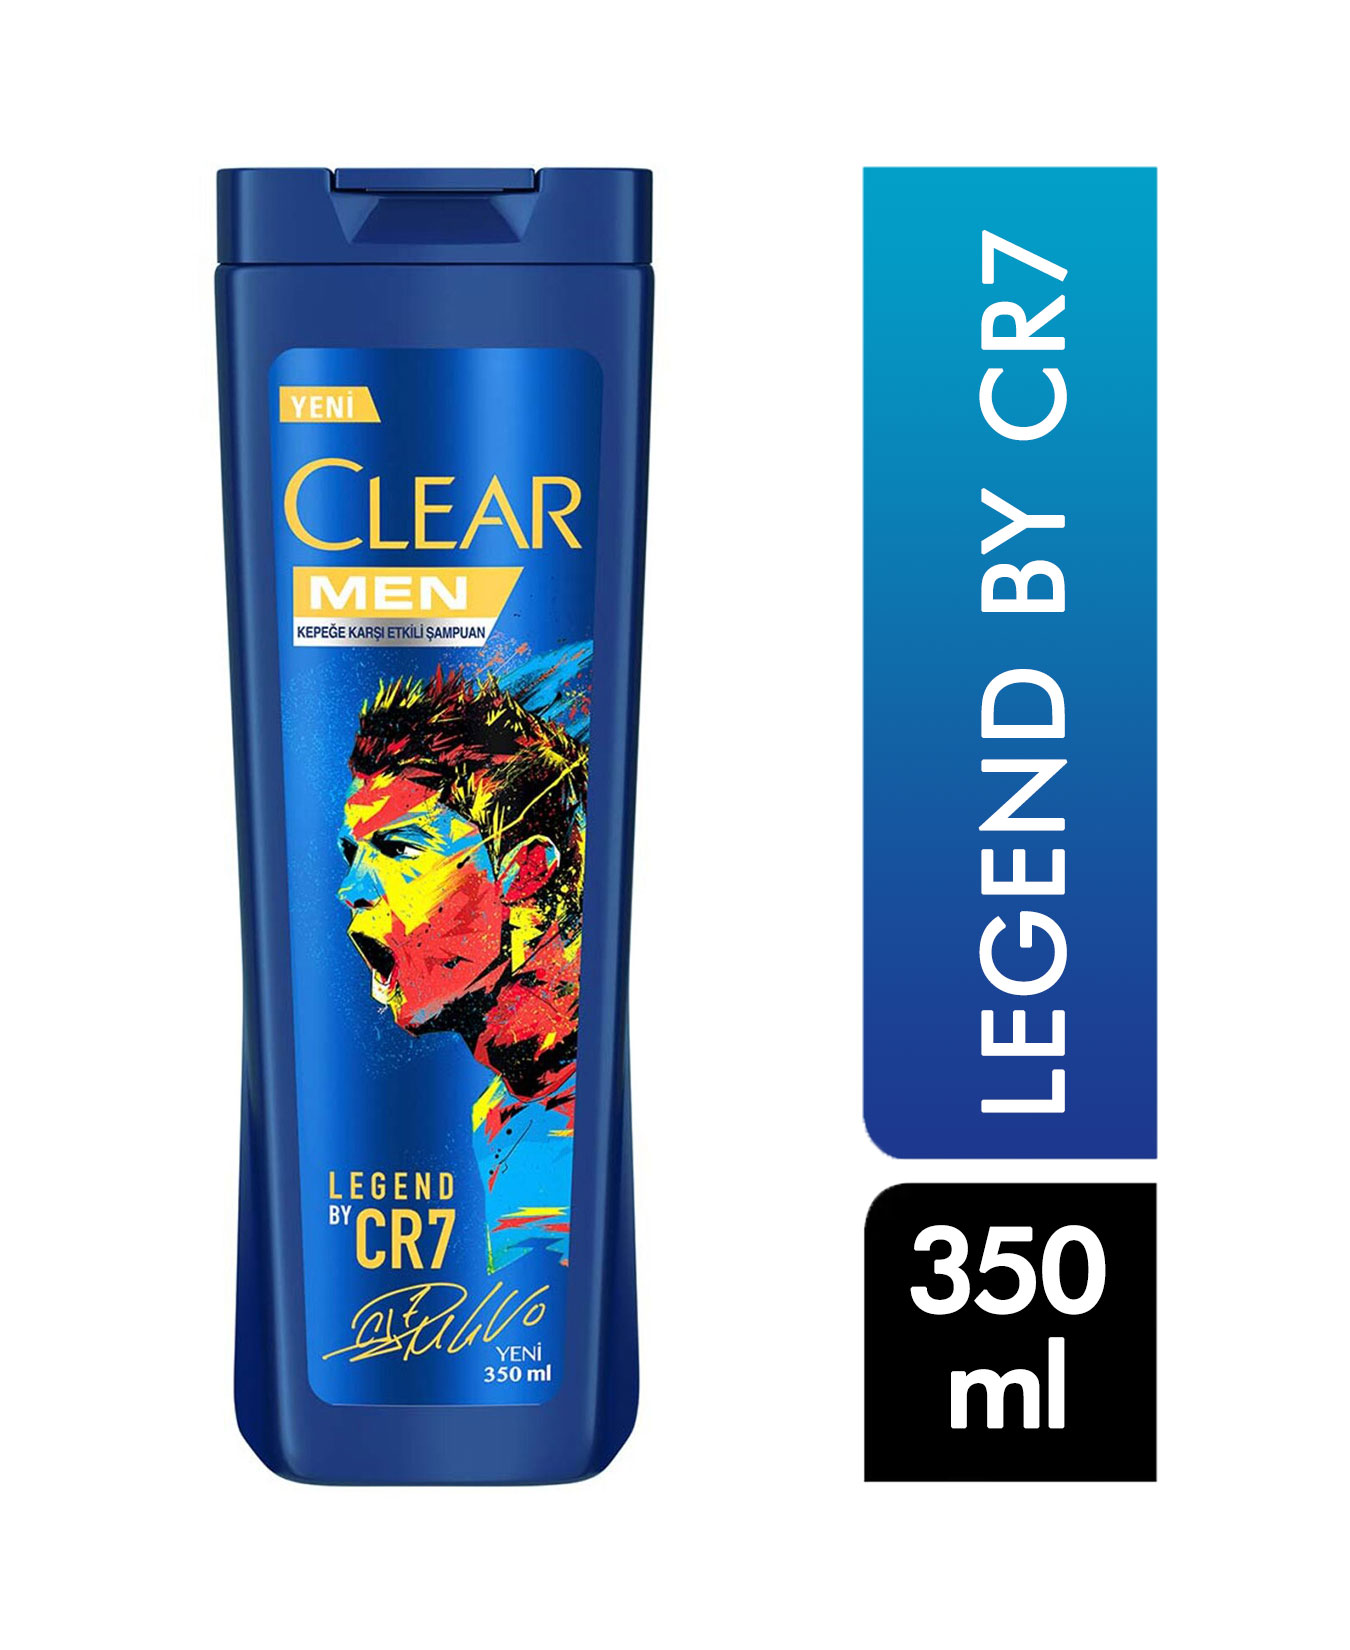 YENİ
CLEAR
MEN
KEPEĞE KARŞI ETKİLİ ŞAMPUAN
LEGEND
BY CR7
YENİ
350 ml
LEGEND BY CR7
350
ml